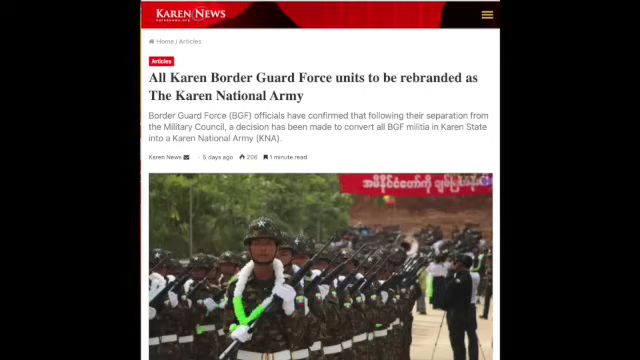 KAREN NEWS
Home / Articles
Articles
All Karen Border Guard Force units to be rebranded as
The Karen National Army
Border Guard Force (BGF) officials have confirmed that following their separation from
the Military Council, a decision has been made to convert all BGF militia in Karen State
into a Karen National Army (KNA).
Karen News - 5 days ago 206 1 minute read